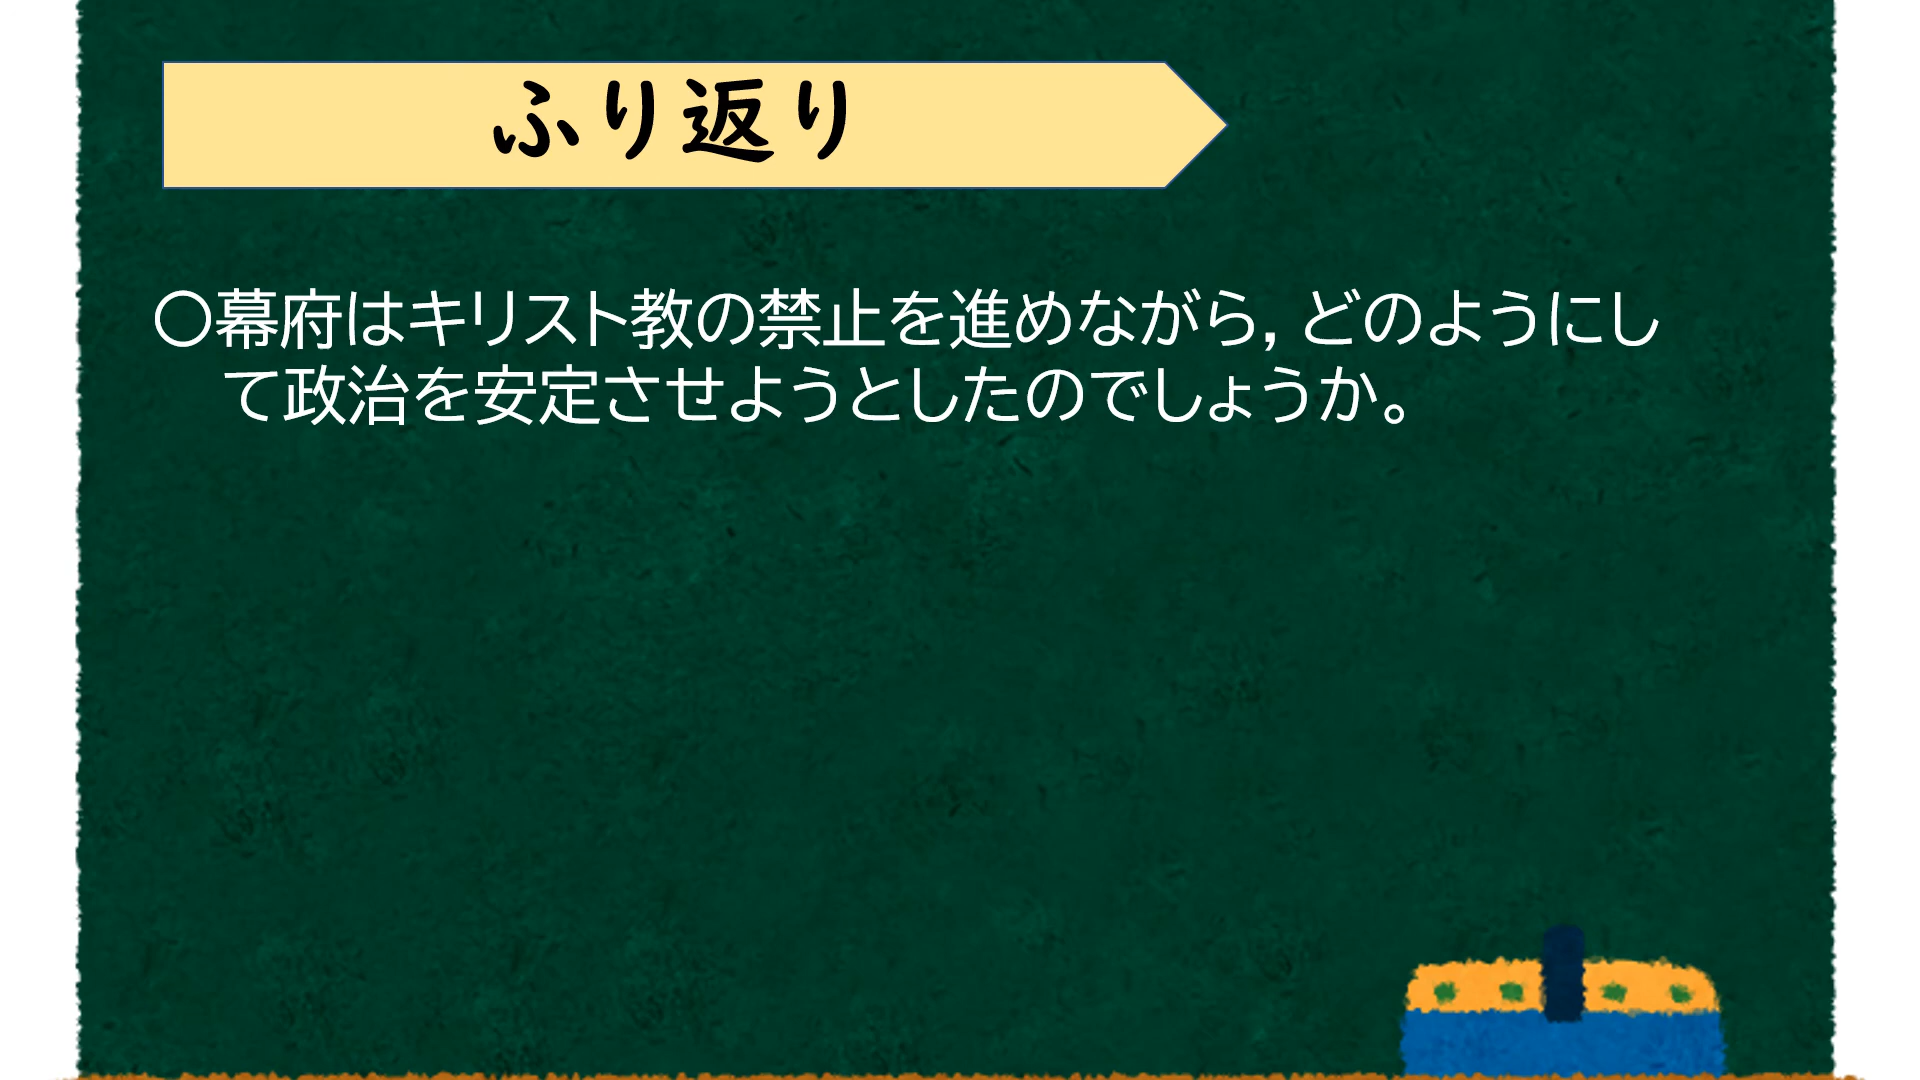 ふり返り
〇幕府はキリスト教の禁止を進めながら，どのようにし
て政治を安定させようとしたのでしょうか。